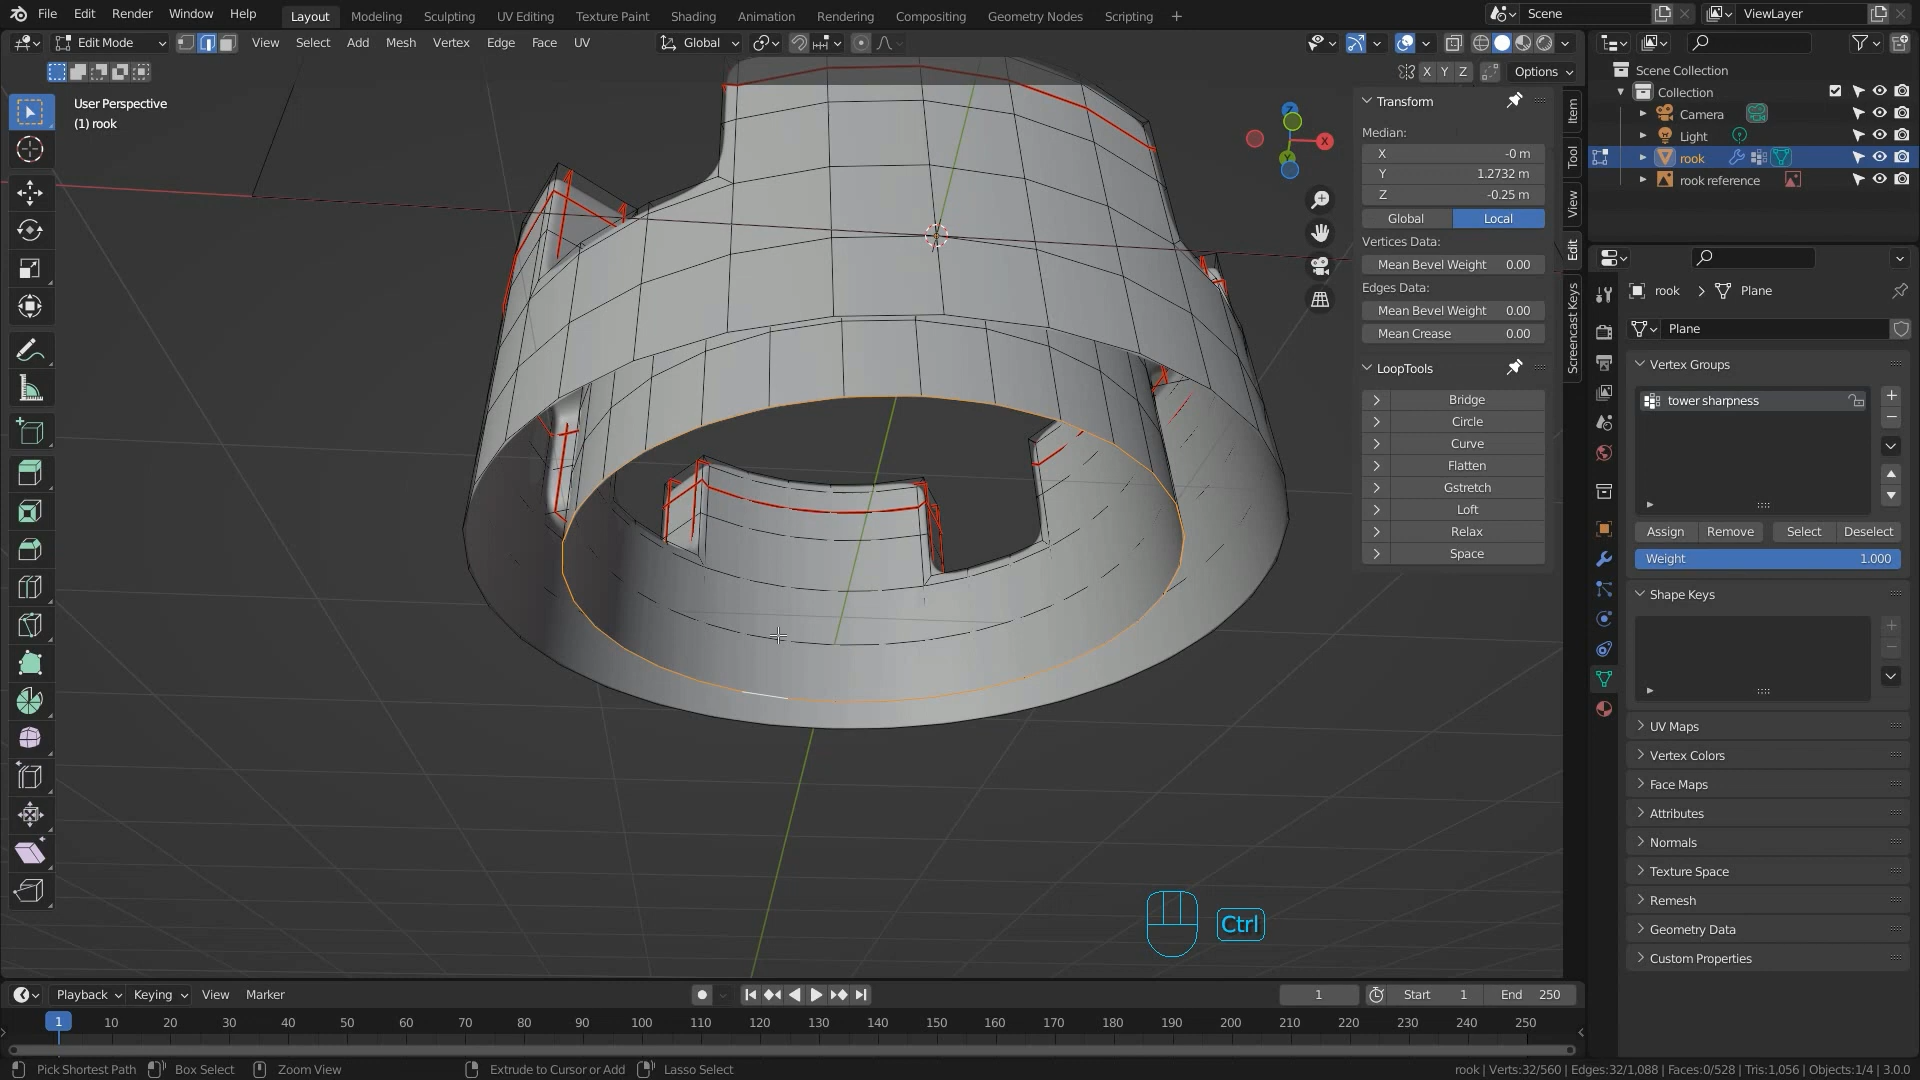 File Edit Render Window Help Layout Modeling Sculpting UV Editing Texture Paint Shading Animation Rendering Compositing Geometry Nodes Scripting + Scene ViewLayer
Edit Mode View Select Add Mesh Vertex Edge Face UV Global
X Y Z Options
User Perspective
(1) rook
Z
X
Y
Transform
Median:
X -0 m
Y 1.2732 m
Z -0.25 m
Global Local
Vertices Data:
Mean Bevel Weight 0.00
Edges Data:
Mean Bevel Weight 0.00
Mean Crease 0.00
LoopTools
Bridge
Circle
Curve
Flatten
Gstretch
Loft
Relax
Space
Item
Tool
View
Edit
Screencast Keys
Scene Collection
Collection
Camera
Light
rook
rook reference
rook Plane
Plane
Vertex Groups
tower sharpness
Assign Remove Select Deselect
Weight 1.000
Shape Keys
UV Maps
Vertex Colors
Face Maps
Attributes
Normals
Texture Space
Remesh
Geometry Data
Custom Properties
Ctrl
Playback Keying View Marker 1 Start 1 End 250
1 10 20 30 40 50 60 70 80 90 100 110 120 130 140 150 160 170 180 190 200 210 220 230 240 250
Pick Shortest Path Box Select Zoom View Extrude to Cursor or Add Lasso Select rook | Verts:32/560 | Edges:32/1,088 | Faces:0/528 | Tris:1,056 | Objects:1/4 | 3.0.0